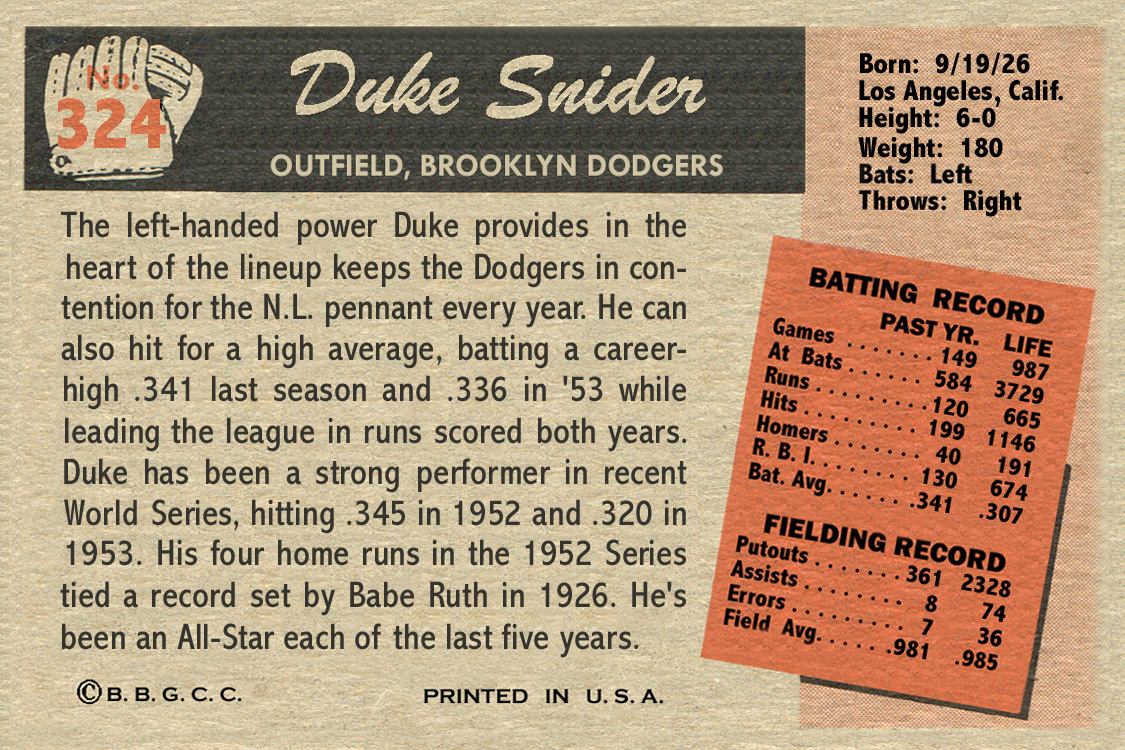 No.
324
Duke Snider
OUTFIELD, BROOKLYN DODGERS
Born: 9/19/26
Los Angeles, Calif.
Height: 6-0
Weight: 180
Bats: Left
Throws: Right
The left-handed power Duke provides in the
heart of the lineup keeps the Dodgers in con-
tention for the N.L. pennant every year. He can
also hit for a high average, batting a career-
high .341 last season and .336 in '53 while
leading the league in runs scored both years.
Duke has been a strong performer in recent
World Series, hitting .345 in 1952 and .320 in
1953. His four home runs in the 1952 Series
tied a record set by Babe Ruth in 1926. He's
been an All-Star each of the last five years.
BATTING RECORD
PAST YR. LIFE
Games . . . . . . . 149 987
At Bats . . . . . . 584 3729
Runs . . . . . . . . . 120 665
Hits . . . . . . . . . 199 1146
Homers . . . . . . 40 191
R. B. I. . . . . . . . 130 674
Bat. Avg. . . . . . .341 .307
FIELDING RECORD
Putouts . . . . . . . 361 2328
Assists . . . . . . . 8 74
Errors . . . . . . . . 7 36
Field Avg. . . . . . .981 .985
© B. B. G. C. C.
PRINTED IN U. S. A.